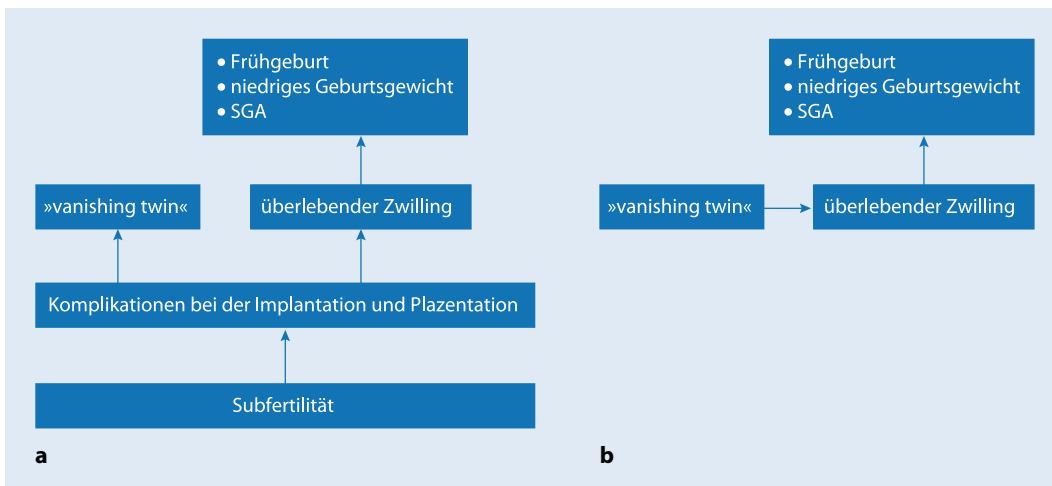 • Frühgeburt
• niedriges Geburtsgewicht
• SGA
»vanishing twin«
überlebender Zwilling
Komplikationen bei der Implantation und Plazentation
Subfertilität
a
• Frühgeburt
• niedriges Geburtsgewicht
• SGA
»vanishing twin«
überlebender Zwilling
b